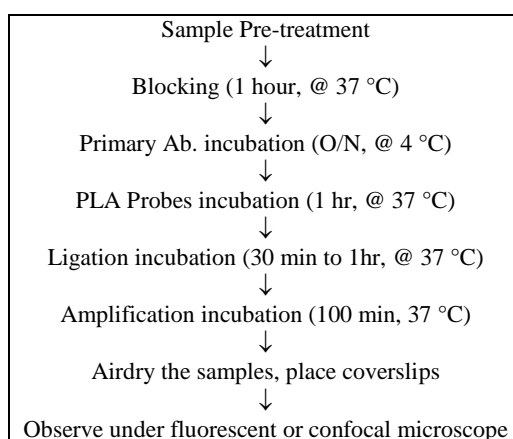 Sample Pre-treatment
↓
Blocking (1 hour, @ 37 °C)
↓
Primary Ab. incubation (O/N, @ 4 °C)
↓
PLA Probes incubation (1 hr, @ 37 °C)
↓
Ligation incubation (30 min to 1hr, @ 37 °C)
↓
Amplification incubation (100 min, 37 °C)
↓
Airdry the samples, place coverslips
↓
Observe under fluorescent or confocal microscope